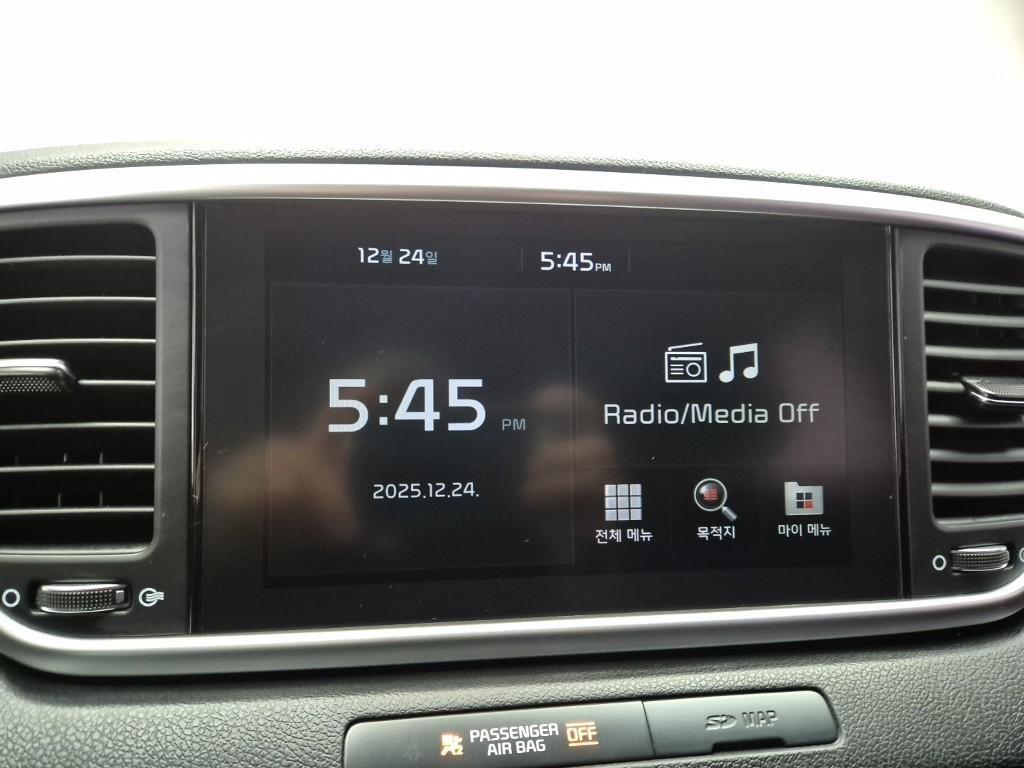 12월 24일 5:45PM
5:45 PM
2025.12.24.
Radio/Media Off
전체 메뉴 목적지 마이 메뉴
PASSENGER AIR BAG OFF
SD MAP